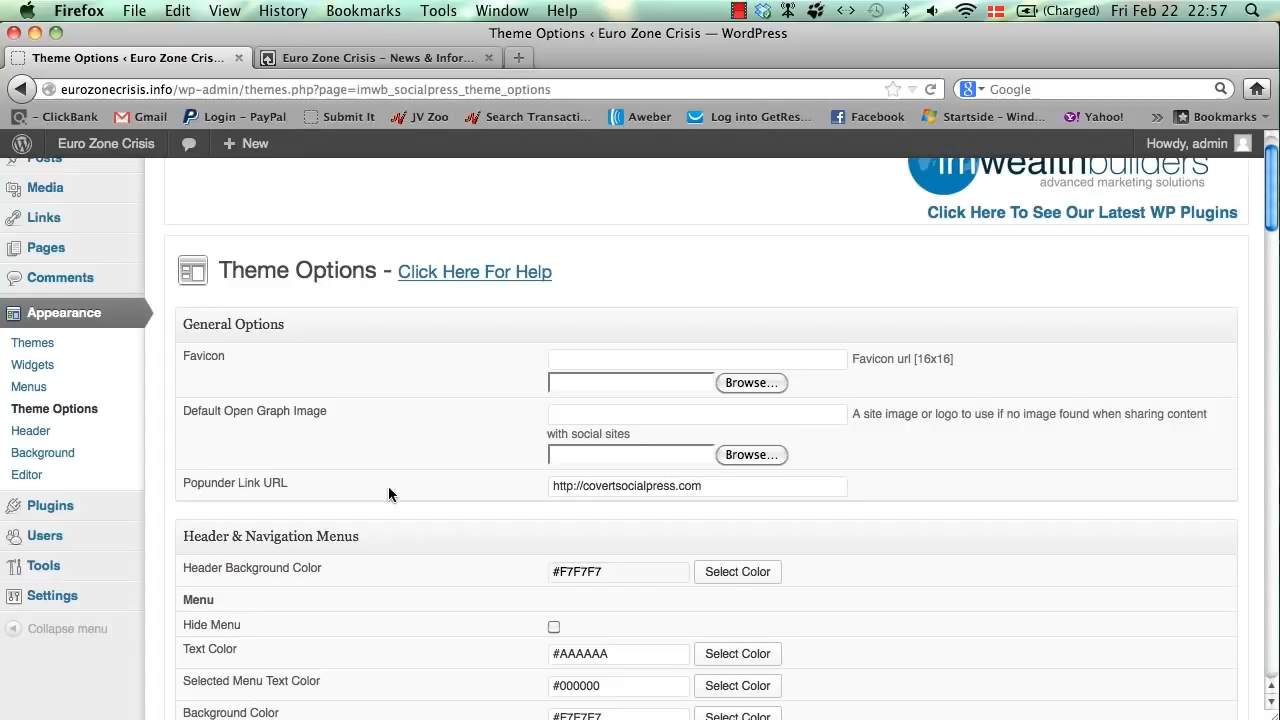 Firefox File Edit View History Bookmarks Tools Window Help (Charged) Fri Feb 22 22:57
Theme Options ‹ Euro Zone Crisis — WordPress
Theme Options ‹ Euro Zone Cris... Euro Zone Crisis – News & Infor...
eurozonecrisis.info/wp-admin/themes.php?page=imwb_socialpress_theme_options Google
- ClickBank Gmail Login – PayPal Submit It JV Zoo Search Transacti... Aweber Log into GetRes... Facebook Startside – Wind... Yahoo! » Bookmarks
Euro Zone Crisis + New Howdy, admin
Posts
imwealthbuilders
advanced marketing solutions
Click Here To See Our Latest WP Plugins
Media
Links
Pages
Comments
Appearance
Themes
Widgets
Menus
Theme Options
Header
Background
Editor
Plugins
Users
Tools
Settings
Collapse menu
Theme Options - Click Here For Help
General Options
Favicon Favicon url [16x16]
Browse...
Default Open Graph Image A site image or logo to use if no image found when sharing content
with social sites
Browse...
Popunder Link URL http://covertsocialpress.com
Header & Navigation Menus
Header Background Color #F7F7F7 Select Color
Menu
Hide Menu
Text Color #AAAAAA Select Color
Selected Menu Text Color #000000 Select Color
Background Color #F7F7F7 Select Color